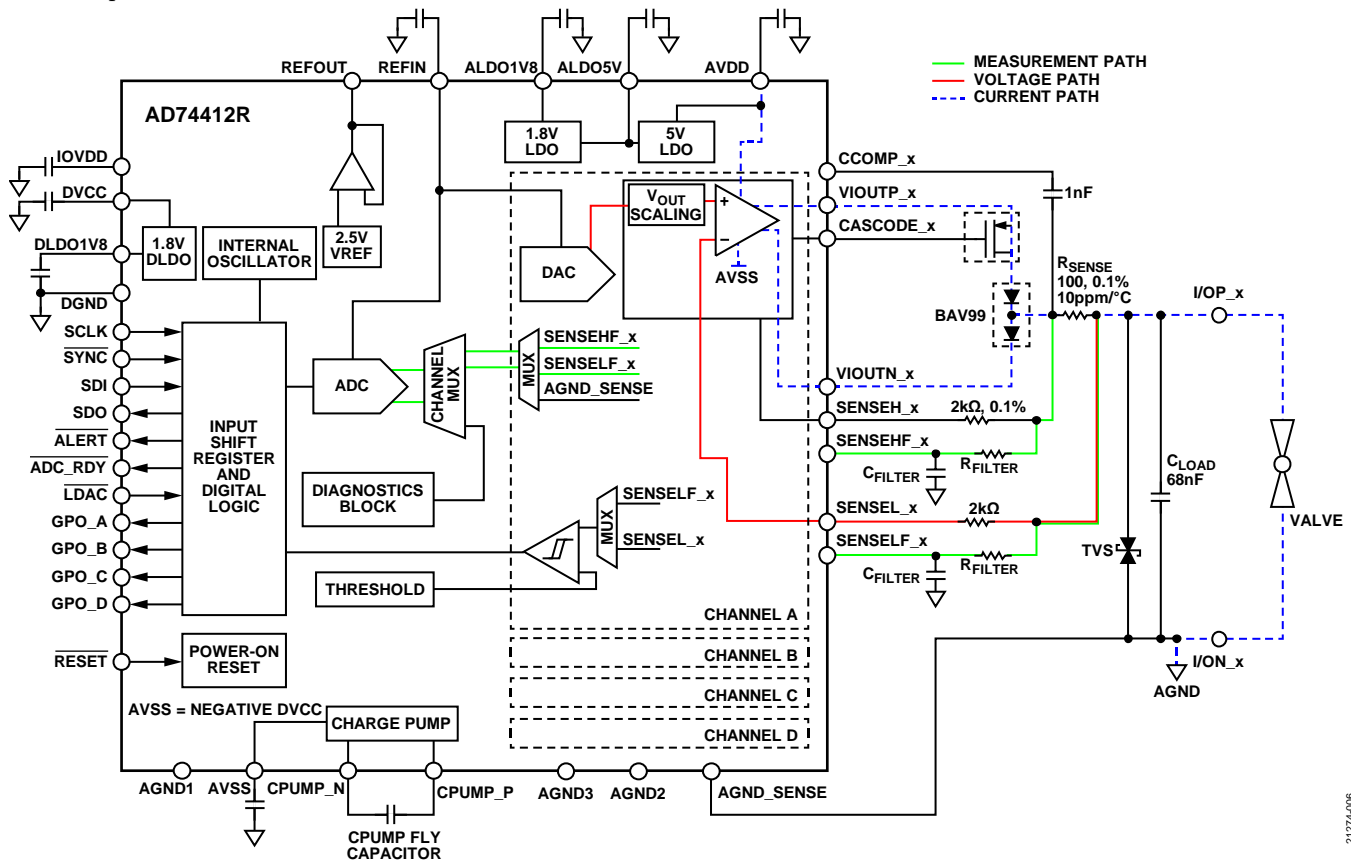 REFOUT
REFIN
ALDO1V8
ALDO5V
AVDD
MEASUREMENT PATH
VOLTAGE PATH
CURRENT PATH
AD74412R
1.8V
LDO
5V
LDO
IOVDD
DVCC
DLDO1V8
DGND
1.8V
DLDO
INTERNAL
OSCILLATOR
2.5V
VREF
VOUT
SCALING
+
−
AVSS
DAC
CCOMP_x
VIOUTP_x
CASCODE_x
1nF
RSENSE
100, 0.1%
10ppm/°C
BAV99
I/OP_x
SCLK
SYNC
SDI
SDO
ALERT
ADC_RDY
LDAC
GPO_A
GPO_B
GPO_C
GPO_D
RESET
INPUT
SHIFT
REGISTER
AND
DIGITAL
LOGIC
ADC
CHANNEL
MUX
MUX
SENSEHF_x
SENSELF_x
AGND_SENSE
VIOUTN_x
SENSEH_x
2kΩ, 0.1%
SENSEHF_x
CFILTER
RFILTER
SENSEL_x
2kΩ
SENSELF_x
CFILTER
RFILTER
CLOAD
68nF
TVS
VALVE
DIAGNOSTICS
BLOCK
MUX
SENSELF_x
SENSEL_x
THRESHOLD
CHANNEL A
CHANNEL B
CHANNEL C
CHANNEL D
POWER-ON
RESET
I/ON_x
AGND
AVSS = NEGATIVE DVCC
CHARGE PUMP
AGND1
AVSS
CPUMP_N
CPUMP_P
AGND3
AGND2
AGND_SENSE
CPUMP FLY
CAPACITOR
21274-006